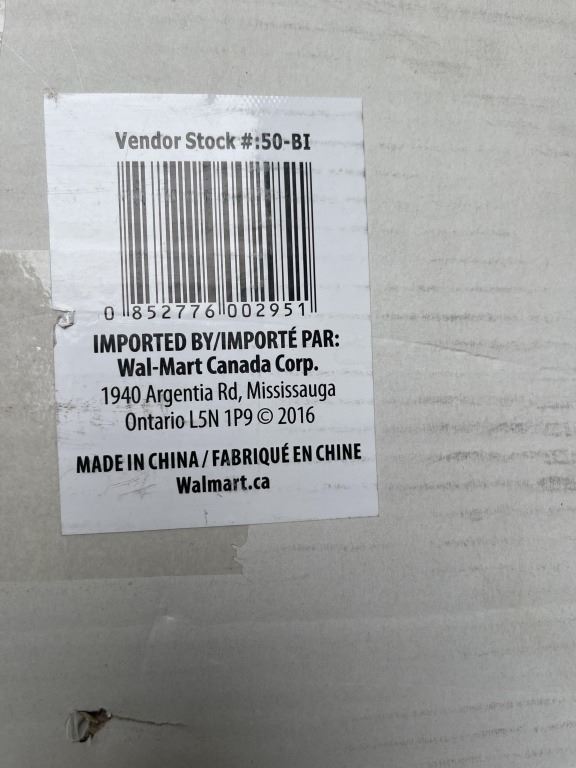 Vendor Stock #:50-BI
0 852776 002951
IMPORTED BY/IMPORTÉ PAR:
Wal-Mart Canada Corp.
1940 Argentia Rd, Mississauga
Ontario L5N 1P9 © 2016
MADE IN CHINA / FABRIQUÉ EN CHINE
Walmart.ca